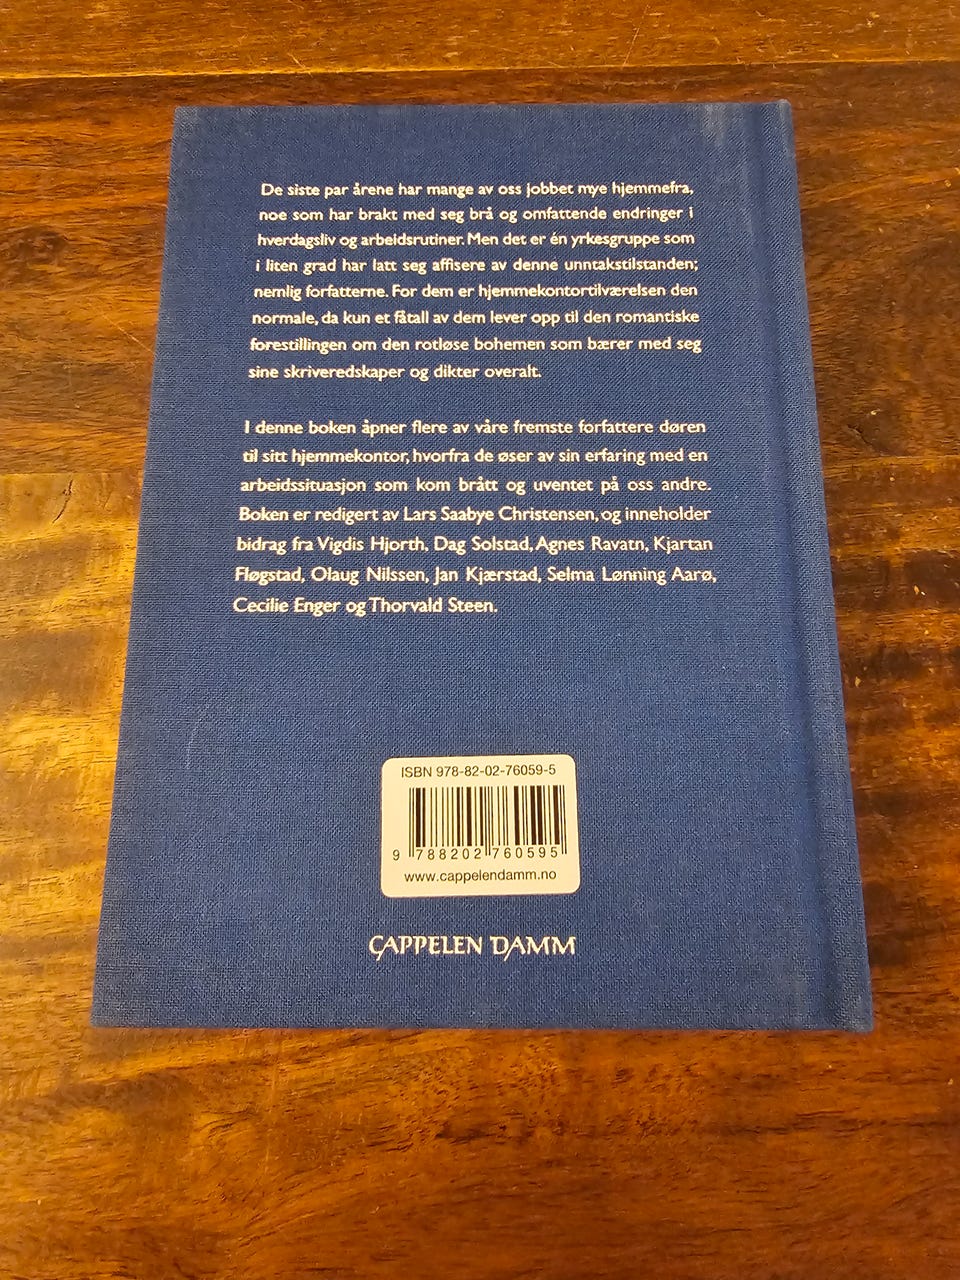 De siste par årene har mange av oss jobbet mye hjemmefra,
noe som har brakt med seg brå og omfattende endringer i
hverdagsliv og arbeidsrutiner. Men det er én yrkesgruppe som
i liten grad har latt seg affisere av denne unntakstilstanden;
nemlig forfatterne. For dem er hjemmekontortilværelsen den
normale, da kun et fåtall av dem lever opp til den romantiske
forestillingen om den rotløse bohemen som bærer med seg
sine skriveredskaper og dikter overalt.
I denne boken åpner flere av våre fremste forfattere døren
til sitt hjemmekontor, hvorfra de øser av sin erfaring med en
arbeidssituasjon som kom brått og uventet på oss andre.
Boken er redigert av Lars Saabye Christensen, og inneholder
bidrag fra Vigdis Hjorth, Dag Solstad, Agnes Ravatn, Kjartan
Fløgstad, Olaug Nilssen, Jan Kjærstad, Selma Lønning Aarø,
Cecilie Enger og Thorvald Steen.
ISBN 978-82-02-76059-5
9 788202 760595
www.cappelendamm.no
CAPPELEN DAMM